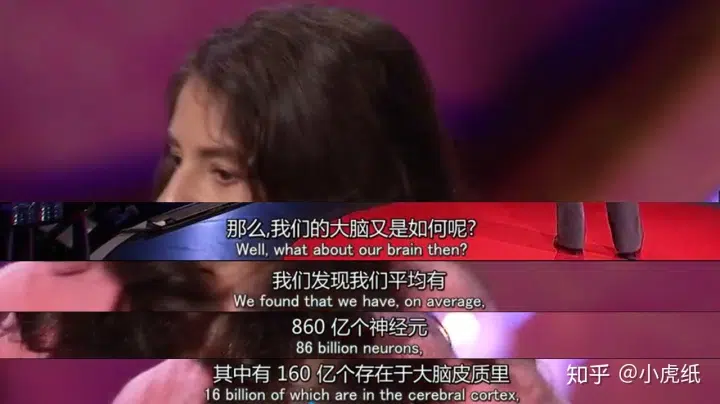 那么,我们的大脑又是如何呢?
Well, what about our brain then?
我们发现我们平均有
We found that we have, on average,
860 亿个神经元
86 billion neurons,
其中有 160 亿个存在于大脑皮质里
16 billion of which are in the cerebral cortex,
知乎 @小虎纸